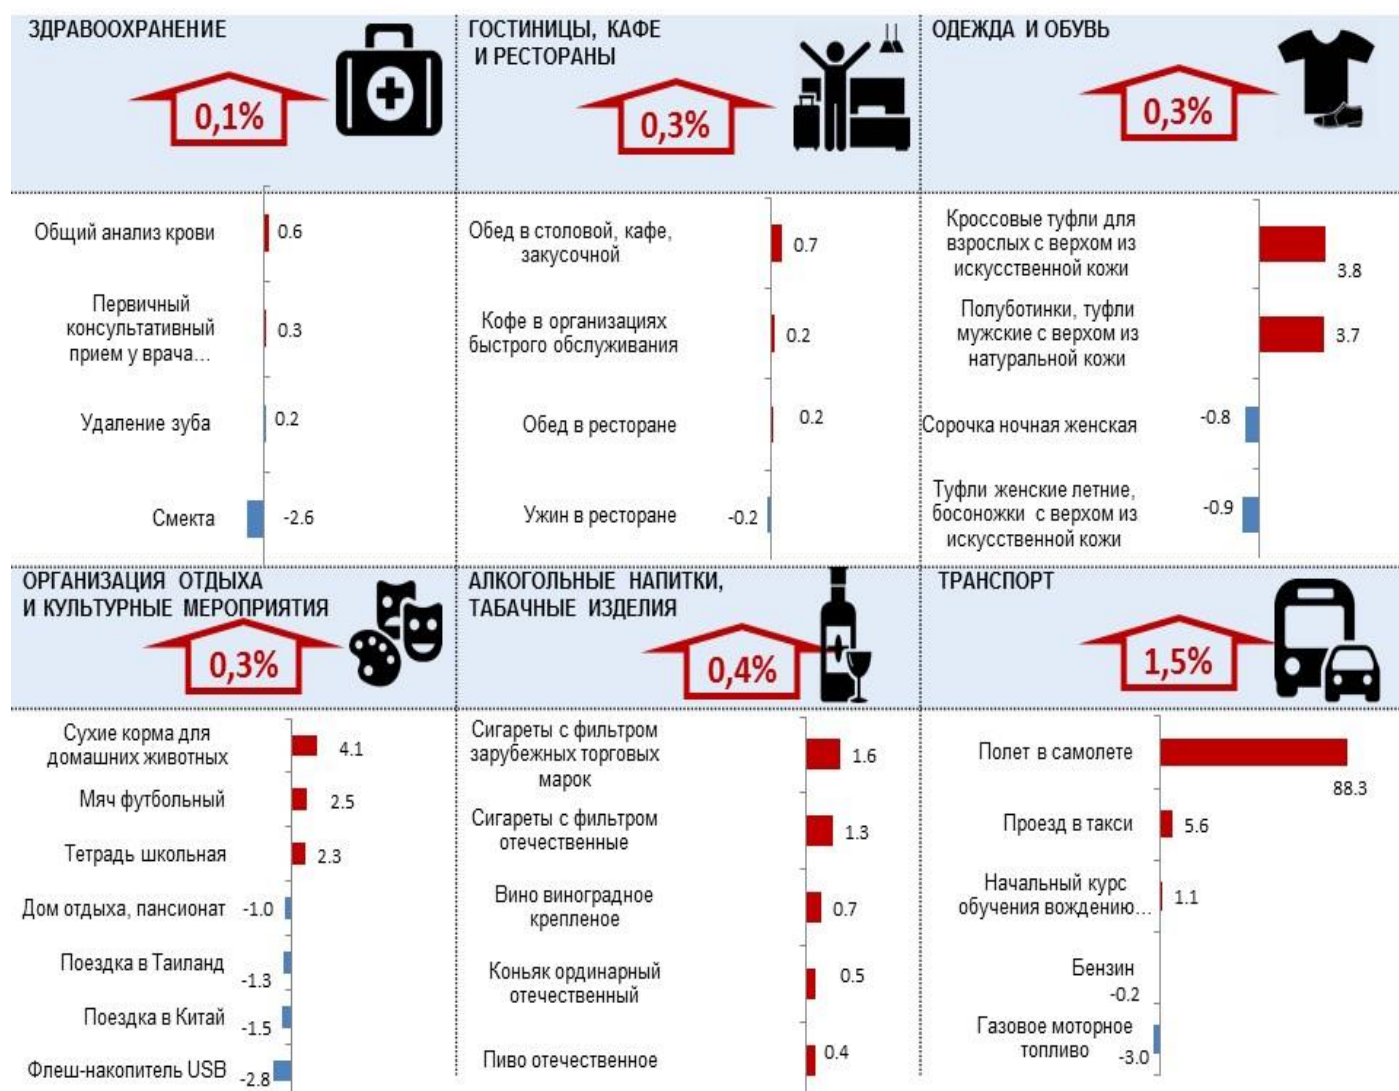 ЗДРАВООХРАНЕНИЕ
0,1%
Общий анализ крови
0.6
Первичный
консультативный
прием у врача...
0.3
Удаление зуба
0.2
Смекта
-2.6
ГОСТИНИЦЫ, КАФЕ
И РЕСТОРАНЫ
0,3%
Обед в столовой, кафе,
закусочной
0.7
Кофе в организациях
быстрого обслуживания
0.2
Обед в ресторане
0.2
Ужин в ресторане
-0.2
ОДЕЖДА И ОБУВЬ
0,3%
Кроссовые туфли для
взрослых с верхом из
искусственной кожи
3.8
Полуботинки, туфли
мужские с верхом из
натуральной кожи
3.7
Сорочка ночная женская
-0.8
Туфли женские летние,
босоножки с верхом из
искусственной кожи
-0.9
ОРГАНИЗАЦИЯ ОТДЫХА
И КУЛЬТУРНЫЕ МЕРОПРИЯТИЯ
0,3%
Сухие корма для
домашних животных
4.1
Мяч футбольный
2.5
Тетрадь школьная
2.3
Дом отдыха, пансионат
-1.0
Поездка в Таиланд
-1.3
Поездка в Китай
-1.5
Флеш-накопитель USB
-2.8
АЛКОГОЛЬНЫЕ НАПИТКИ,
ТАБАЧНЫЕ ИЗДЕЛИЯ
0,4%
Сигареты с фильтром
зарубежных торговых
марок
1.6
Сигареты с фильтром
отечественные
1.3
Вино виноградное
крепленое
0.7
Коньяк ординарный
отечественный
0.5
Пиво отечественное
0.4
ТРАНСПОРТ
1,5%
Полет в самолете
88.3
Проезд в такси
5.6
Начальный курс
обучения вождению...
1.1
Бензин
-0.2
Газовое моторное
топливо
-3.0